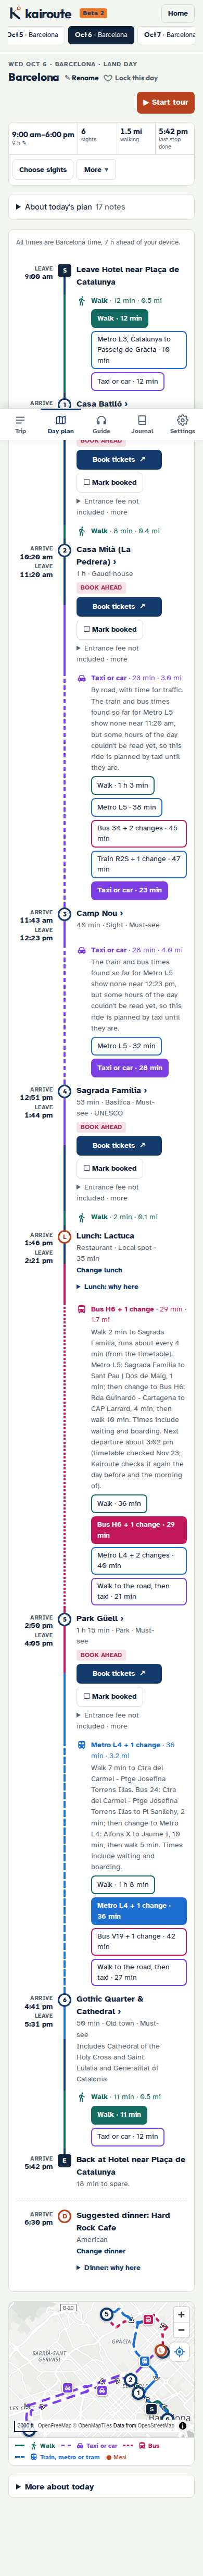 kairoute Beta 2 Home
Oct 5 · Barcelona Oct 6 · Barcelona Oct 7 · Barcelona
WED OCT 6 · BARCELONA · LAND DAY
Barcelona ✎ Rename ♡ Lock this day
▶ Start tour
9:00 am–6:00 pm
9 h ✎
6
sights
1.5 mi
walking
5:42 pm
last stop
done
Choose sights More ▾
▶ About today's plan 17 notes
All times are Barcelona time, 7 h ahead of your device.
LEAVE
9:00 am
S
Leave Hotel near Plaça de
Catalunya
Walk · 12 min · 0.5 mi
Walk · 12 min
Metro L3, Catalunya to
Passeig de Gràcia · 10
min
Taxi or car · 12 min
ARRIVE
1
Casa Batlló ›
Trip Day plan Guide Journal Settings
BOOK AHEAD
Book tickets ↗
☐ Mark booked
▶ Entrance fee not
included · more
Walk · 8 min · 0.4 mi
ARRIVE
10:20 am
LEAVE
11:20 am
2
Casa Milà (La
Pedrera) ›
1 h · Gaudí house
BOOK AHEAD
Book tickets ↗
☐ Mark booked
▶ Entrance fee not
included · more
Taxi or car · 23 min · 3.0 mi
By road, with time for traffic.
The train and bus times
found so far for Metro L5
show none near 11:20 am,
but some hours of the day
couldn't be read yet, so this
leg is planned by taxi until
they are.
Walk · 1 h 3 min
Metro L5 · 38 min
Bus 34 + 2 changes · 45
min
Train R2S + 1 change · 47
min
Taxi or car · 23 min
ARRIVE
11:43 am
LEAVE
12:23 pm
3
Camp Nou ›
40 min · Sight · Must-see
Taxi or car · 28 min · 4.0 mi
The train and bus times
found so far for Metro L5
show none near 12:23 pm,
but some hours of the day
couldn't be read yet, so this
leg is planned by taxi until
they are.
Metro L5 · 32 min
Taxi or car · 28 min
ARRIVE
12:51 pm
LEAVE
1:44 pm
4
Sagrada Família ›
53 min · Basilica · Must-
see · UNESCO
BOOK AHEAD
Book tickets ↗
☐ Mark booked
▶ Entrance fee not
included · more
Walk · 2 min · 0.1 mi
ARRIVE
1:46 pm
LEAVE
2:21 pm
L
Lunch: Lactuca
Restaurant · Local spot ·
35 min
Change lunch
▶ Lunch: why here
Bus H6 + 1 change · 29 min ·
1.7 mi
Walk 2 min to Sagrada
Família, runs about every 4
min (from the timetable).
Metro L5: Sagrada Família to
Sant Pau | Dos de Maig, 1
min; then change to Bus H6:
Rda Guinardó - Cartagena to
CAP Larrard, 4 min, then
walk 10 min. Times include
waiting and boarding. Next
departure about 3:02 pm
(timetable checked Nov 23;
Kairoute checks it again the
day before and the morning
of).
Walk · 36 min
Bus H6 + 1 change · 29
min
Metro L4 + 2 changes ·
40 min
Walk to the road, then
taxi · 21 min
ARRIVE
2:50 pm
LEAVE
4:05 pm
5
Park Güell ›
1 h 15 min · Park · Must-
see
BOOK AHEAD
Book tickets ↗
☐ Mark booked
▶ Entrance fee not
included · more
Metro L4 + 1 change · 36
min · 3.2 mi
Walk 7 min to Ctra del
Carmel - Ptge Josefina
Torrens Illas. Bus 24: Ctra
del Carmel - Ptge Josefina
Torrens Illas to Pl Sanllehy, 2
min; then change to Metro
L4: Alfons X to Jaume I, 10
min, then walk 5 min. Times
include waiting and
boarding.
Walk · 1 h 8 min
Metro L4 + 1 change ·
36 min
Bus V19 + 1 change · 42
min
Walk to the road, then
taxi · 27 min
ARRIVE
4:41 pm
LEAVE
5:31 pm
6
Gothic Quarter &
Cathedral ›
50 min · Old town · Must-
see
Includes Cathedral of the
Holy Cross and Saint
Eulalia and Generalitat of
Catalonia
Walk · 11 min · 0.5 mi
Walk · 11 min
Taxi or car · 12 min
ARRIVE
5:42 pm
E
Back at Hotel near Plaça de
Catalunya
18 min to spare.
ARRIVE
6:30 pm
D
Suggested dinner: Hard
Rock Cafe
American
Change dinner
▶ Dinner: why here
B-20
GRÀCIA
SARRIÀ-SANT
GERVASI
5
L
2
1
S
+
−
3000 ft
OpenFreeMap © OpenMapTiles Data from OpenStreetMap
Walk Taxi or car Bus
Train, metro or tram Meal
▶ More about today